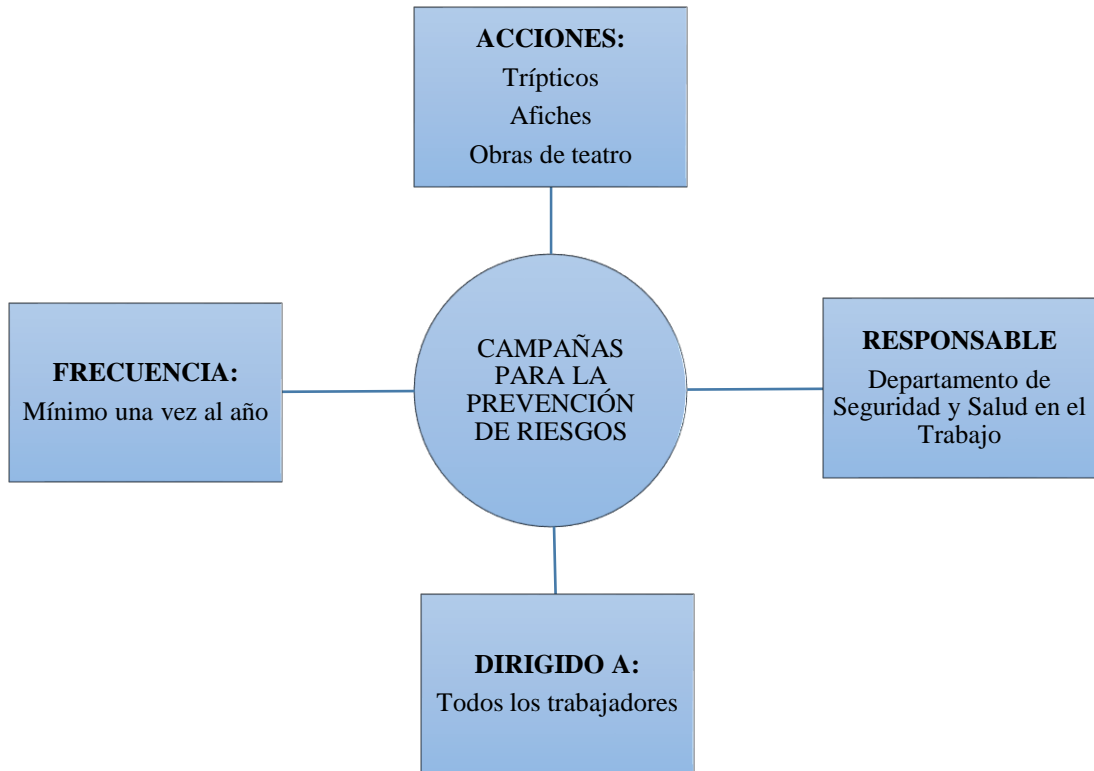 ACCIONES:
Trípticos
Afiches
Obras de teatro
FRECUENCIA:
Mínimo una vez al año
CAMPAÑAS
PARA LA
PREVENCIÓN
DE RIESGOS
RESPONSABLE
Departamento de
Seguridad y Salud en el
Trabajo
DIRIGIDO A:
Todos los trabajadores